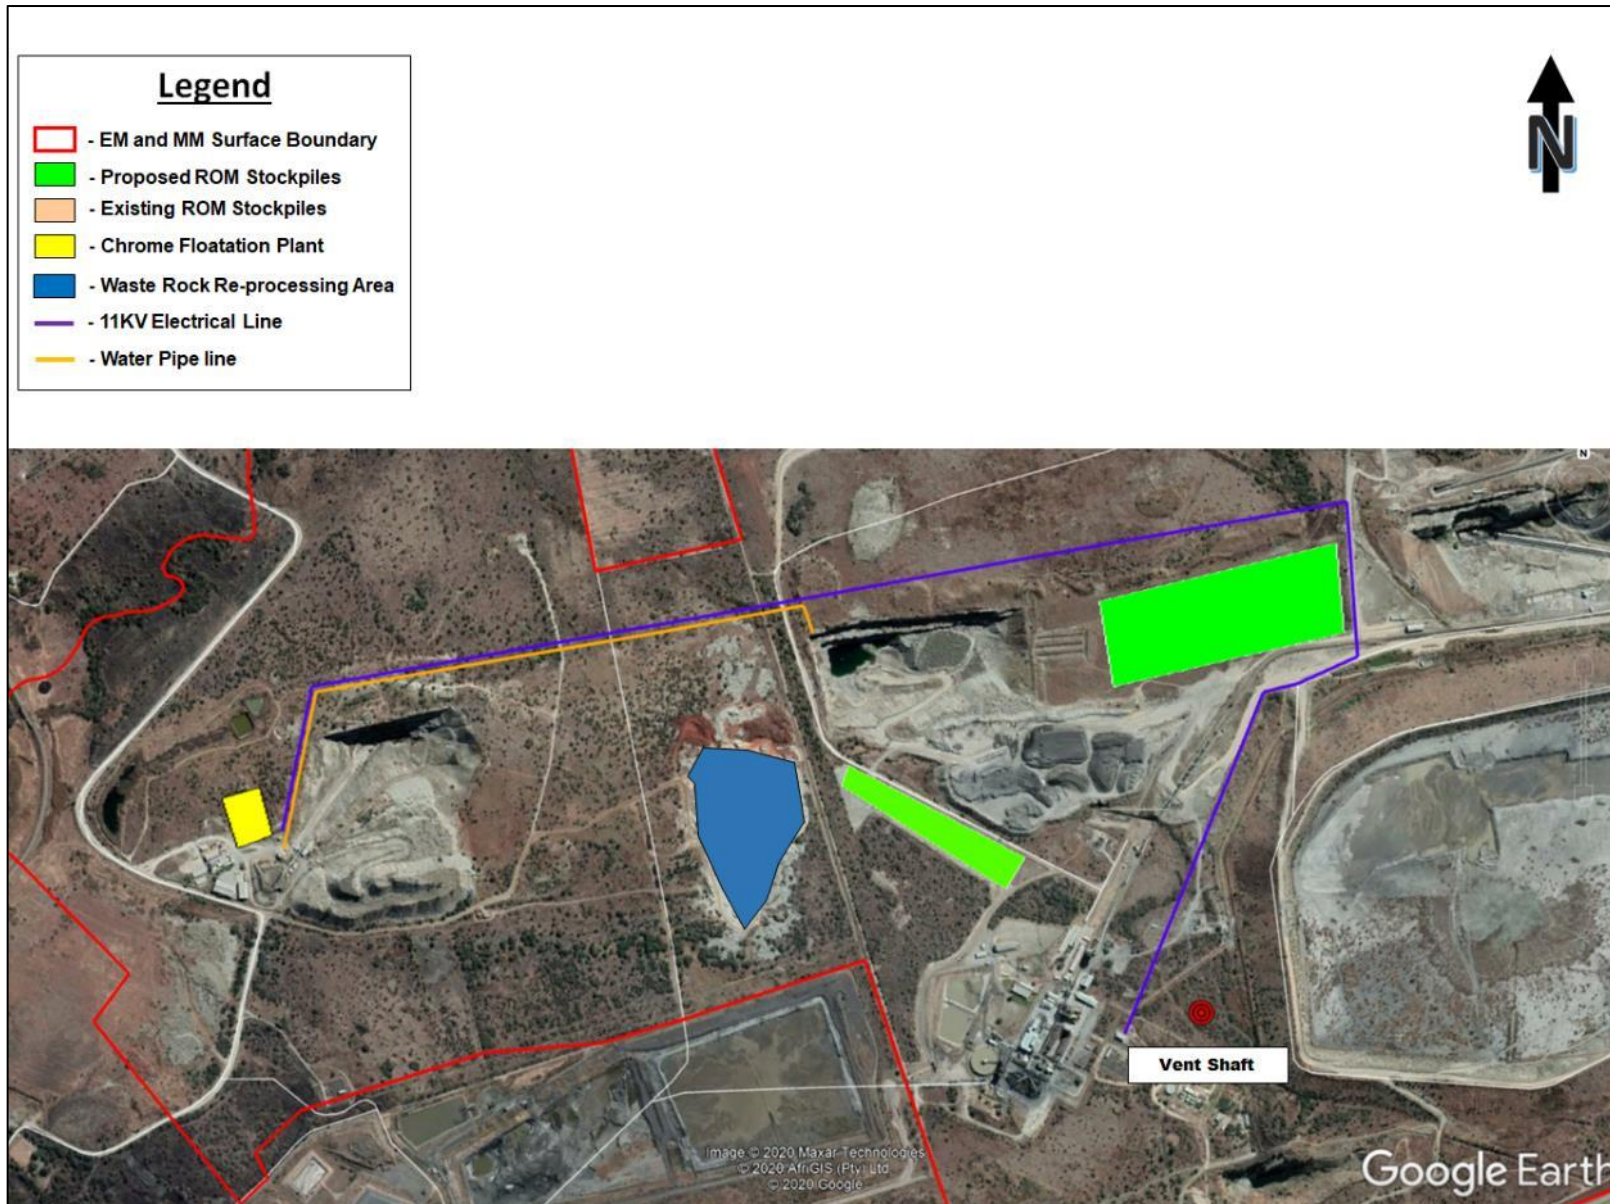 Legend
- EM and MM Surface Boundary
- Proposed ROM Stockpiles
- Existing ROM Stockpiles
- Chrome Floatation Plant
- Waste Rock Re-processing Area
- 11KV Electrical Line
- Water Pipe line
N
N
Vent Shaft
Image © 2020 Maxar Technologies
© 2020 AfriGIS (Pty) Ltd
© 2020 Google
Google Earth